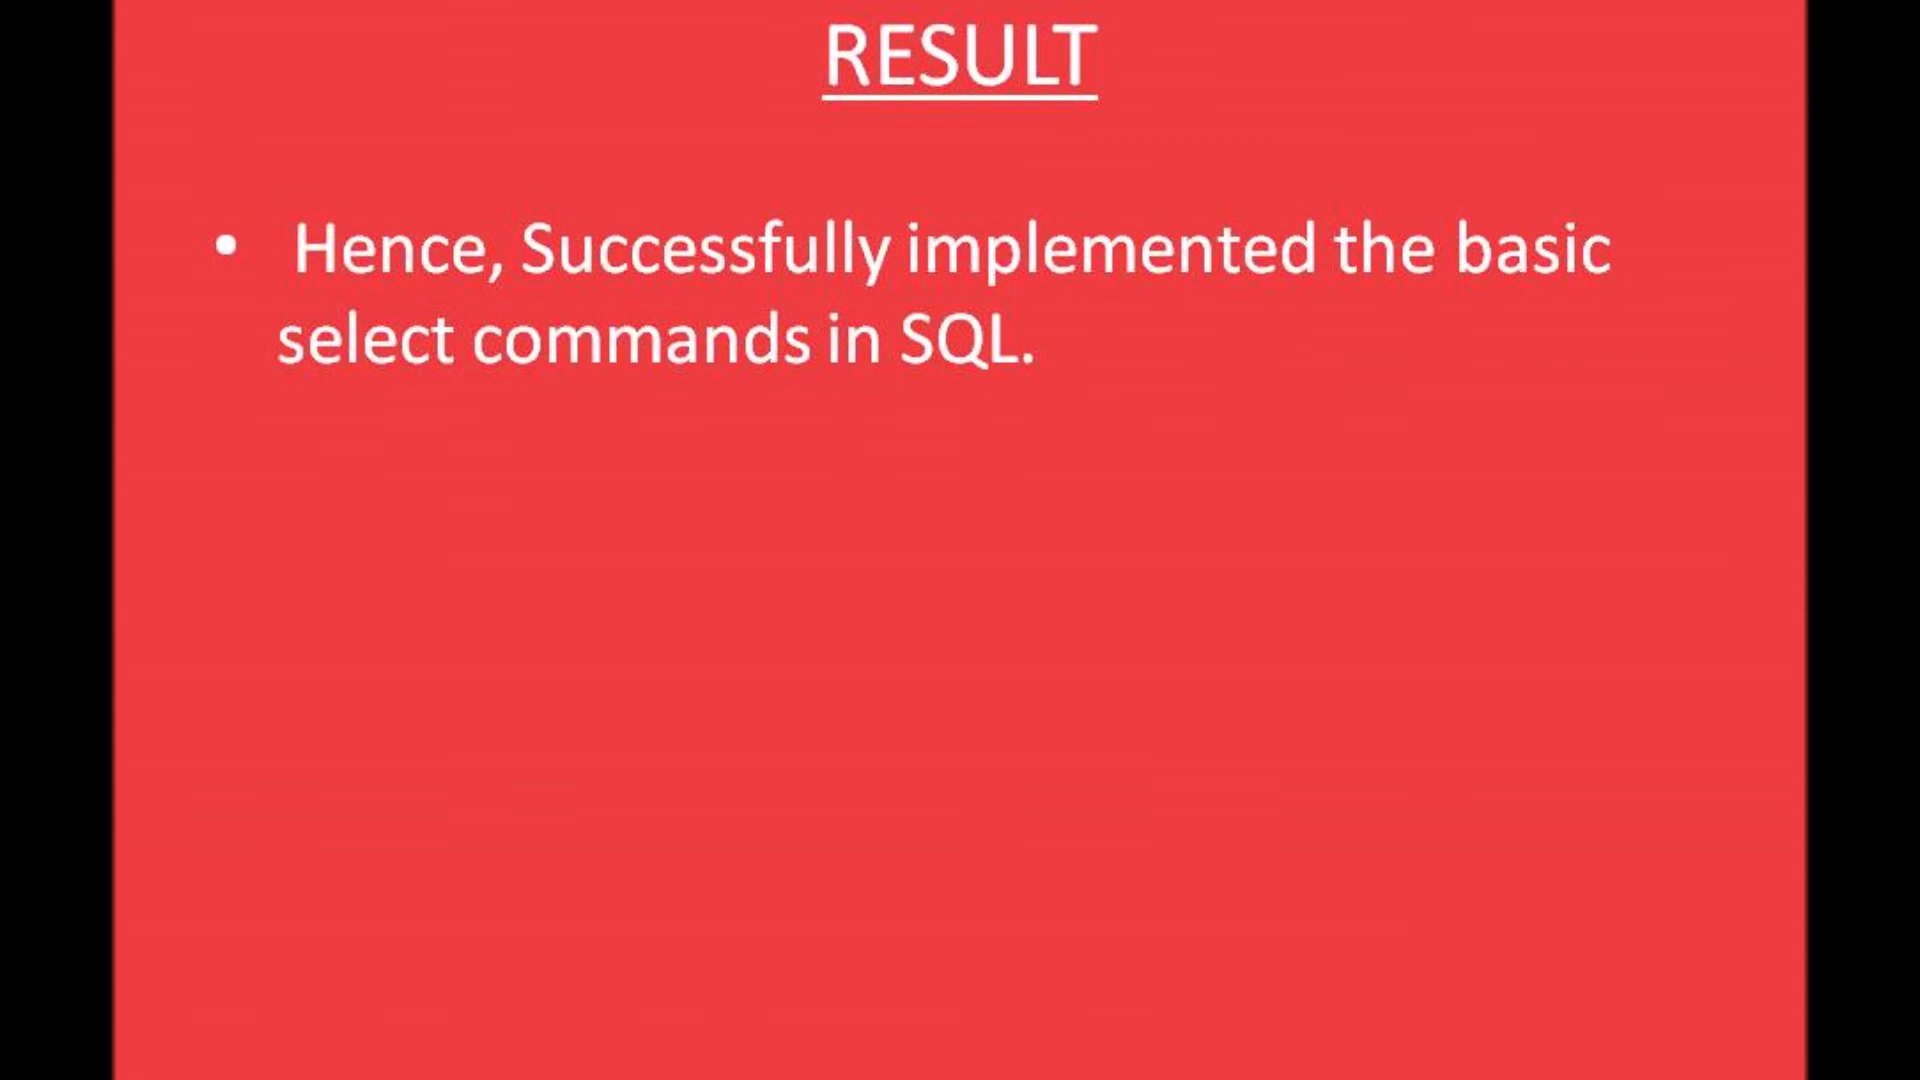 RESULT
• Hence, Successfully implemented the basic
select commands in SQL.